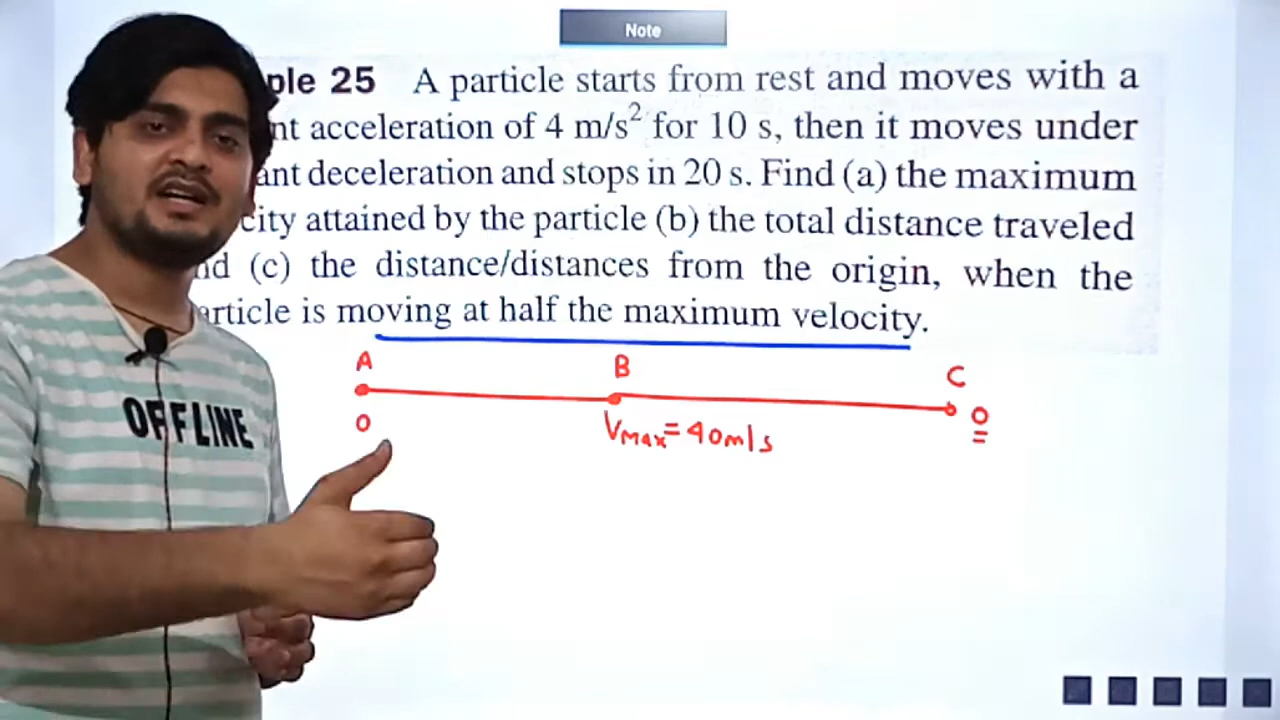 Note
ple 25 A particle starts from rest and moves with a
nt acceleration of 4 m/s² for 10 s, then it moves under
ant deceleration and stops in 20 s. Find (a) the maximum
city attained by the particle (b) the total distance traveled
nd (c) the distance/distances from the origin, when the
article is moving at half the maximum velocity.
A B C
0 VMax = 40m/s 0
OFFLINE